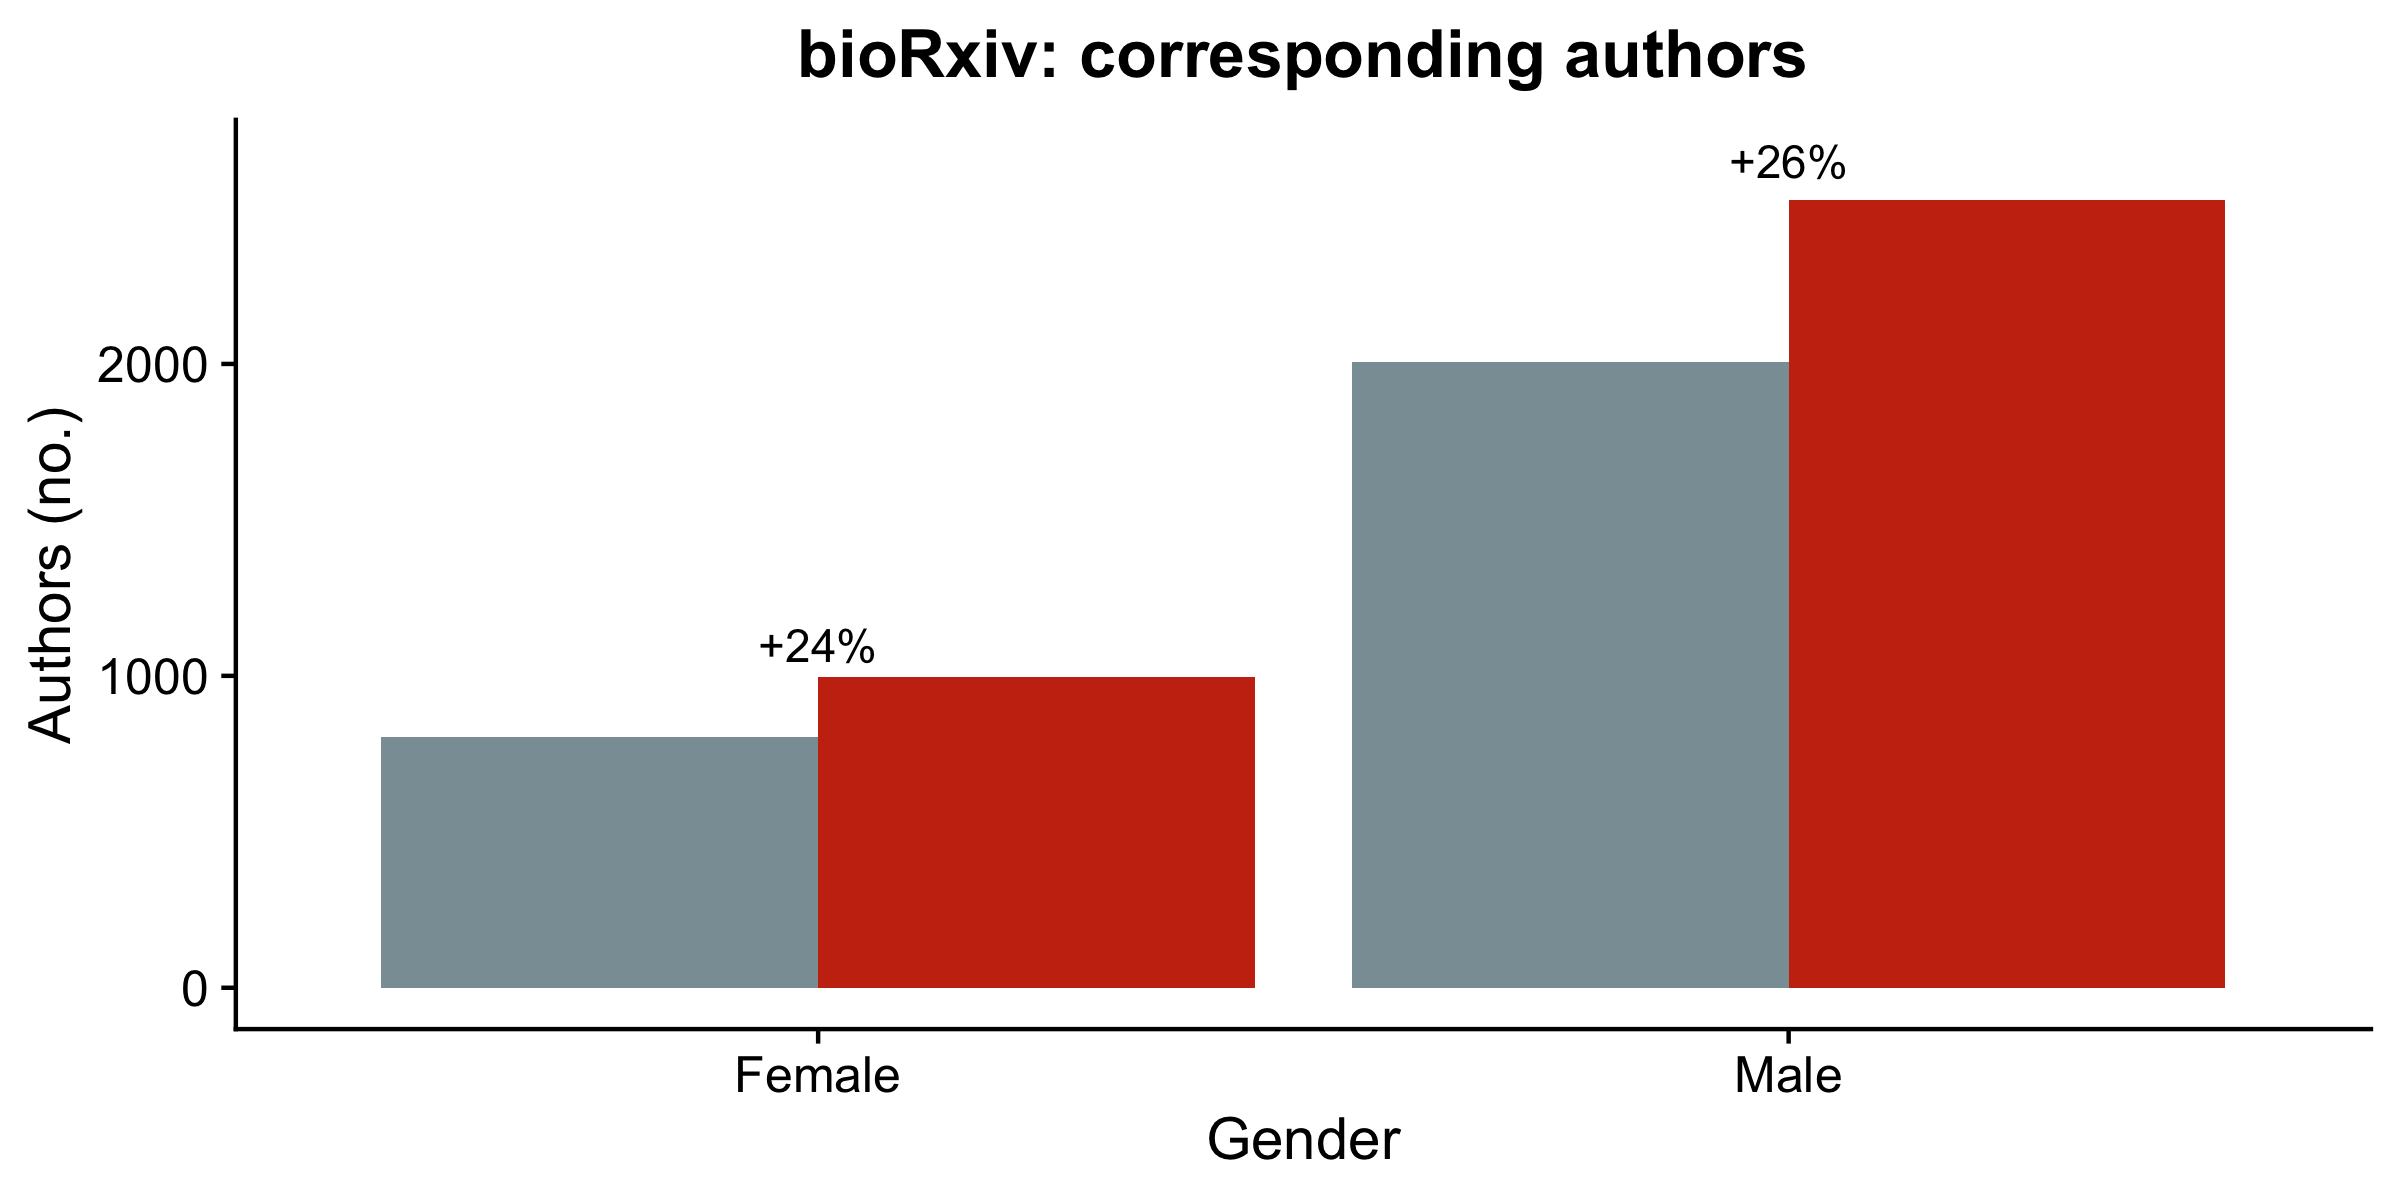 bioRxiv: corresponding authors
+26%
2000
Authors (no.)
+24%
1000
0
Female
Male
Gender